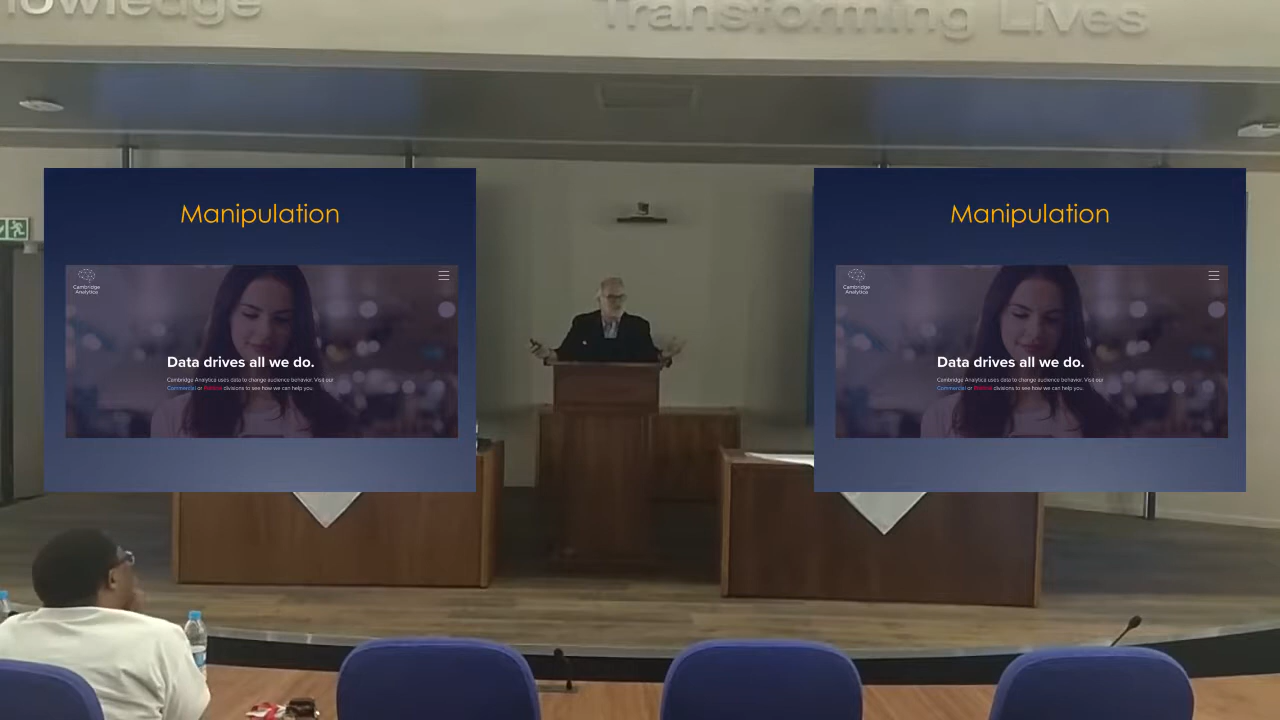 Transforming Lives
Manipulation
Cambridge
Analytica
Data drives all we do.
Cambridge Analytica uses data to change audience behavior. Visit our
Commercial or Political divisions to see how we can help you.
Manipulation
Cambridge
Analytica
Data drives all we do.
Cambridge Analytica uses data to change audience behavior. Visit our
Commercial or Political divisions to see how we can help you.